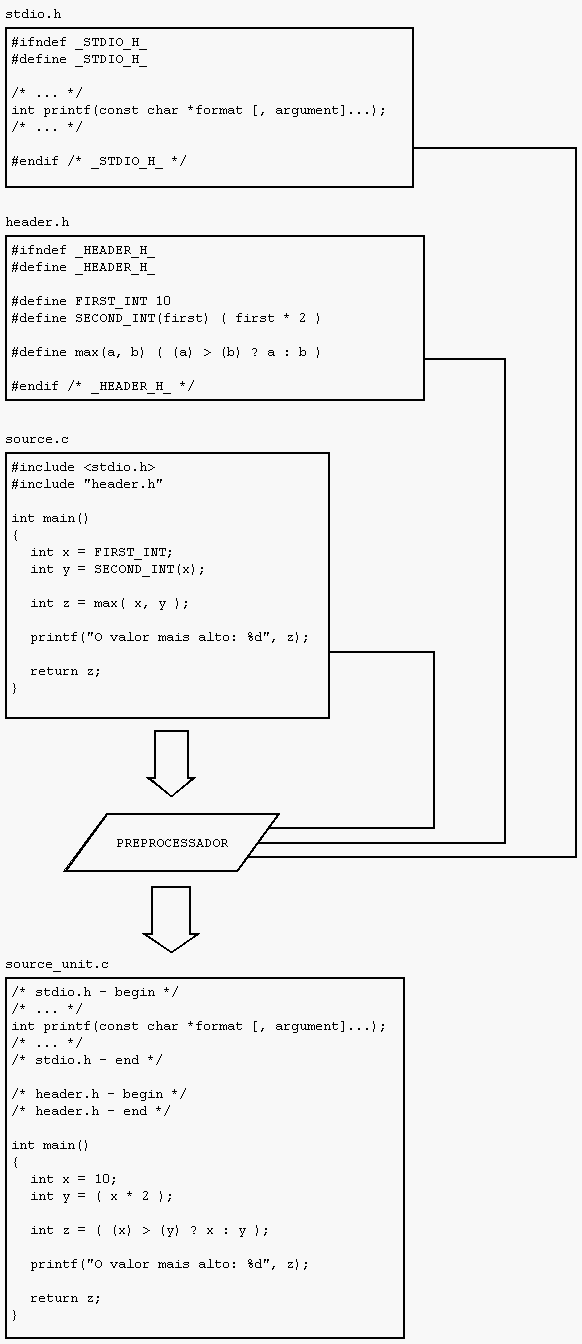 stdio.h
#ifndef _STDIO_H_
#define _STDIO_H_
/* ... */
int printf(const char *format [, argument]...);
/* ... */
#endif /* _STDIO_H_ */
header.h
#ifndef _HEADER_H_
#define _HEADER_H_
#define FIRST_INT 10
#define SECOND_INT(first) ( first * 2 )
#define max(a, b) ( (a) > (b) ? a : b )
#endif /* _HEADER_H_ */
source.c
#include <stdio.h>
#include "header.h"
int main()
{
int x = FIRST_INT;
int y = SECOND_INT(x);
int z = max( x, y );
printf("O valor mais alto: %d", z);
return z;
}
PREPROCESSADOR
source_unit.c
/* stdio.h - begin */
/* ... */
int printf(const char *format [, argument]...);
/* ... */
/* stdio.h - end */
/* header.h - begin */
/* header.h - end */
int main()
{
int x = 10;
int y = ( x * 2 );
int z = ( (x) > (y) ? x : y );
printf("O valor mais alto: %d", z);
return z;
}